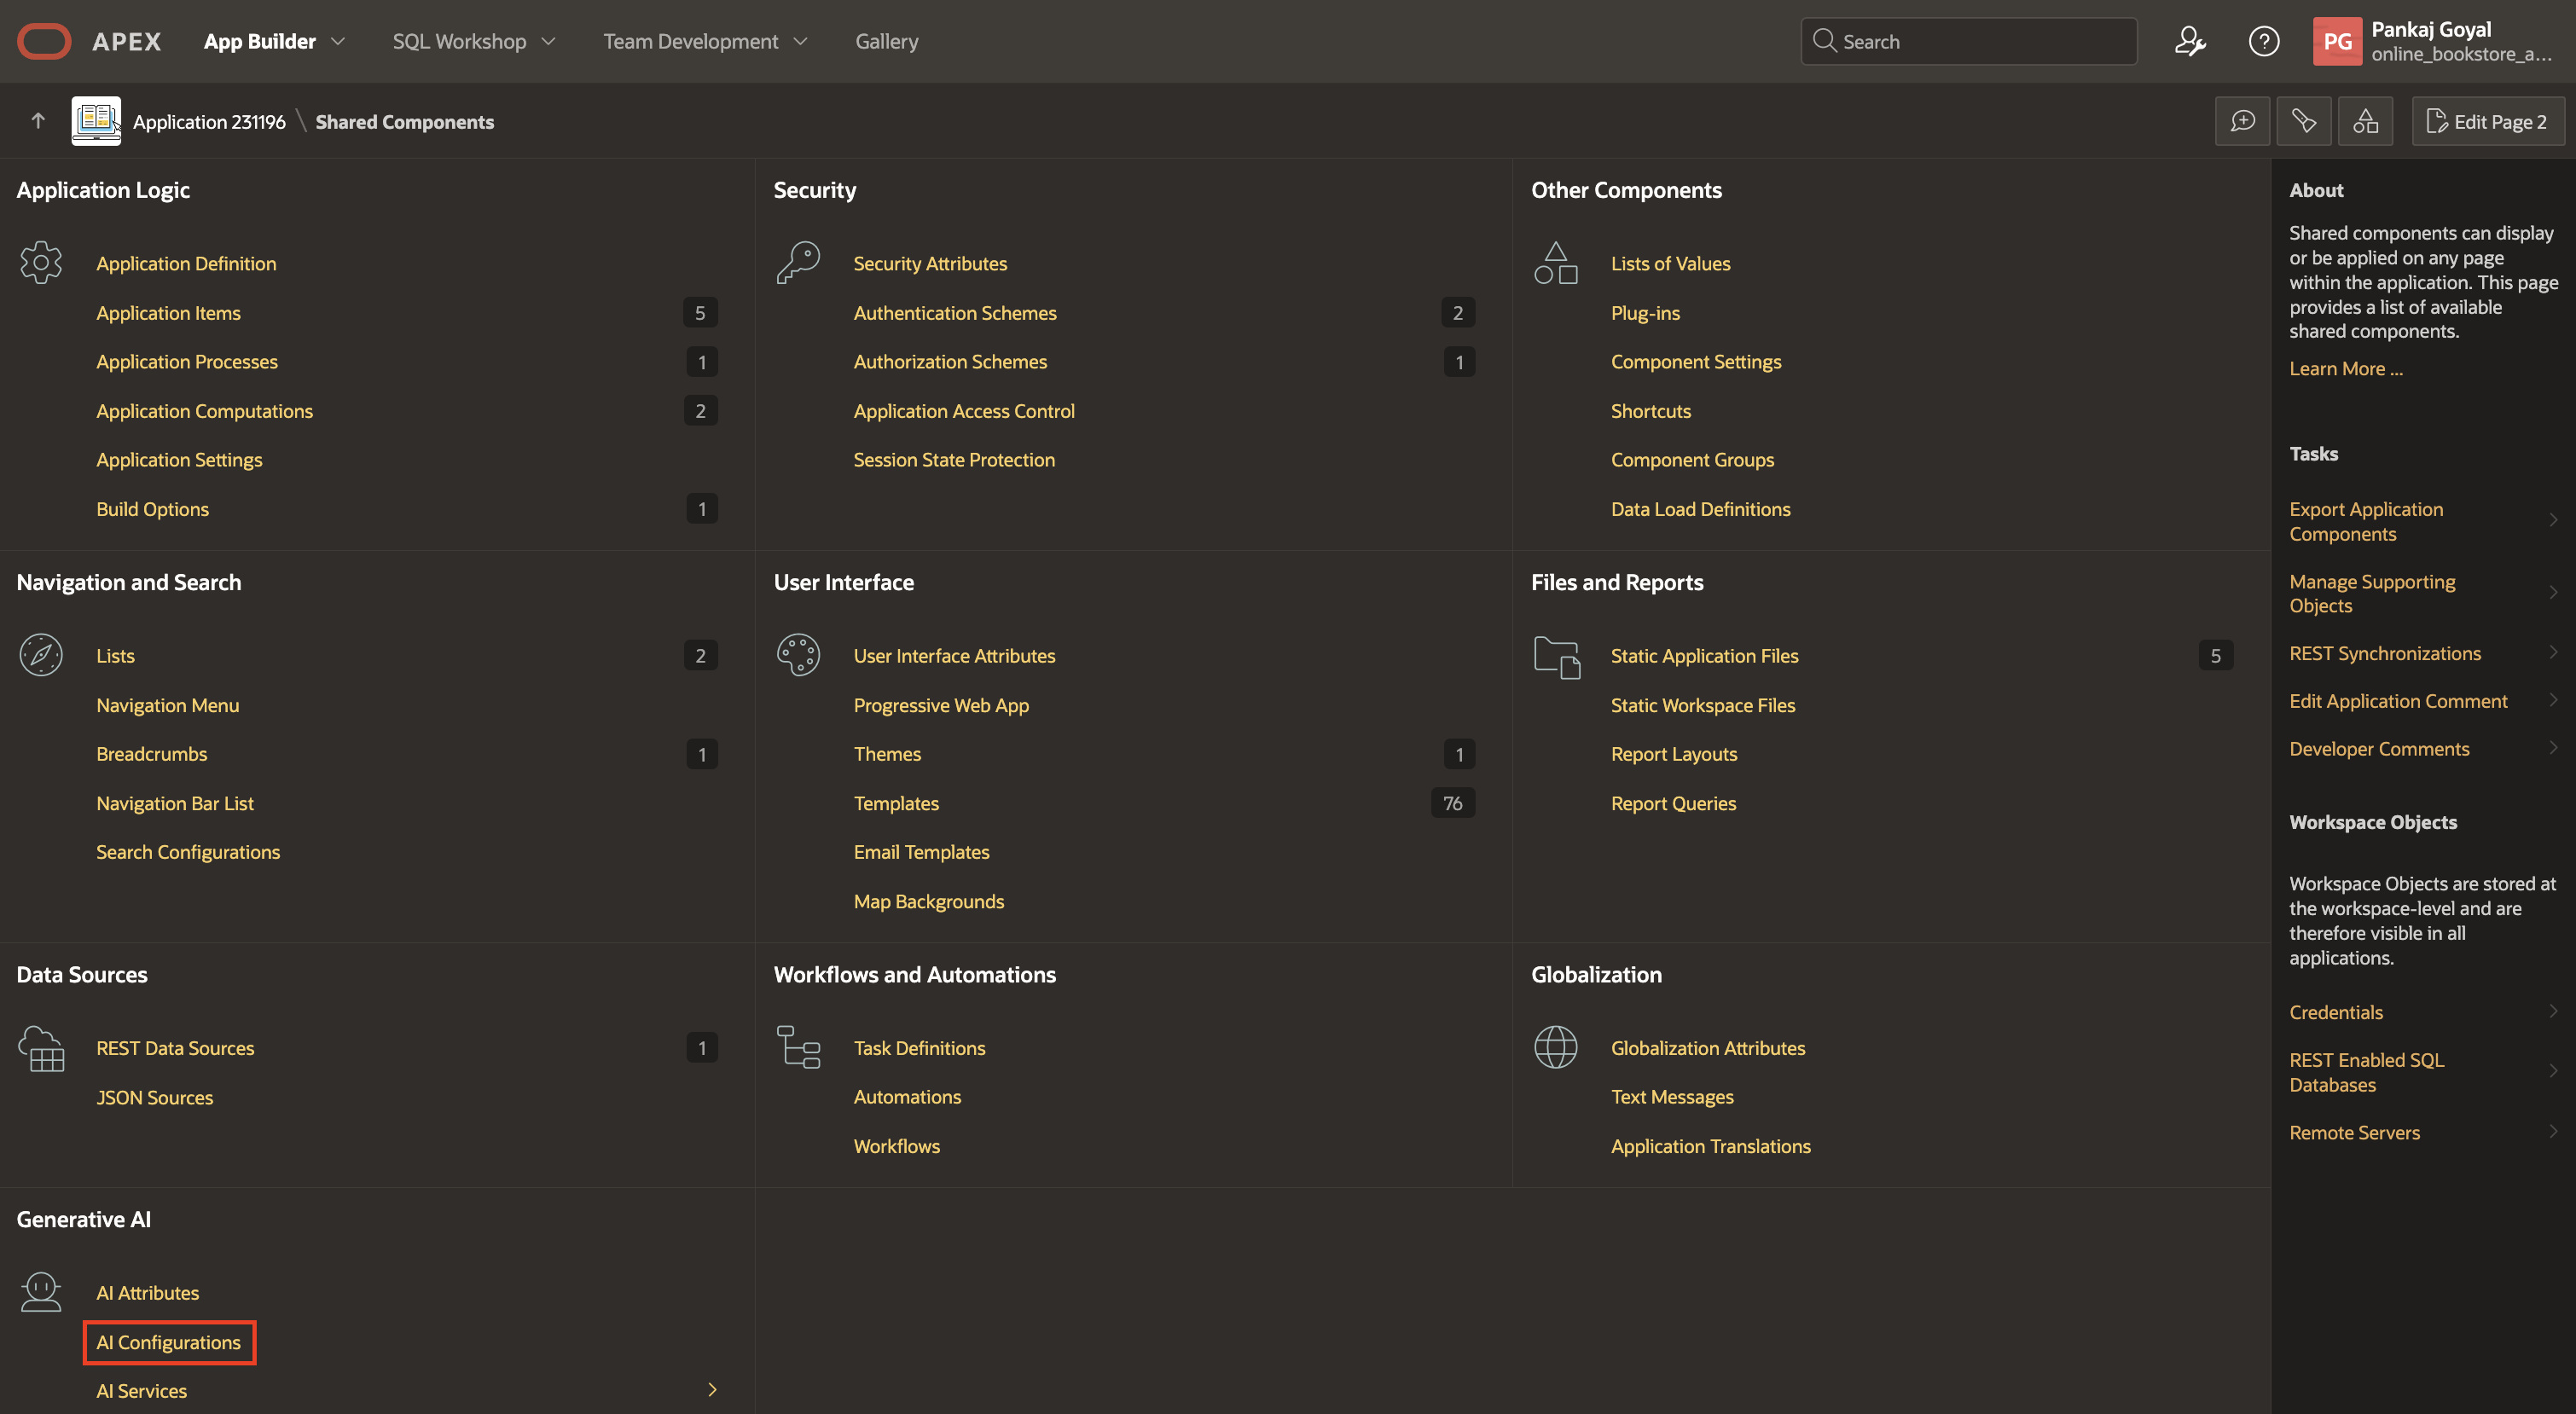 APEX
App Builder
SQL Workshop
Team Development
Gallery
Search
PG
Pankaj Goyal
online_bookstore_a...
Application 231196 \ Shared Components
Edit Page 2
Application Logic
Application Definition
Application Items 5
Application Processes 1
Application Computations 2
Application Settings
Build Options 1
Security
Security Attributes
Authentication Schemes 2
Authorization Schemes 1
Application Access Control
Session State Protection
Other Components
Lists of Values
Plug-ins
Component Settings
Shortcuts
Component Groups
Data Load Definitions
Navigation and Search
Lists 2
Navigation Menu
Breadcrumbs 1
Navigation Bar List
Search Configurations
User Interface
User Interface Attributes
Progressive Web App
Themes 1
Templates 76
Email Templates
Map Backgrounds
Files and Reports
Static Application Files 5
Static Workspace Files
Report Layouts
Report Queries
Data Sources
REST Data Sources 1
JSON Sources
Workflows and Automations
Task Definitions
Automations
Workflows
Globalization
Globalization Attributes
Text Messages
Application Translations
Generative AI
AI Attributes
AI Configurations
AI Services
About
Shared components can display
or be applied on any page
within the application. This page
provides a list of available
shared components.
Learn More ...
Tasks
Export Application
Components
Manage Supporting
Objects
REST Synchronizations
Edit Application Comment
Developer Comments
Workspace Objects
Workspace Objects are stored at
the workspace-level and are
therefore visible in all
applications.
Credentials
REST Enabled SQL
Databases
Remote Servers